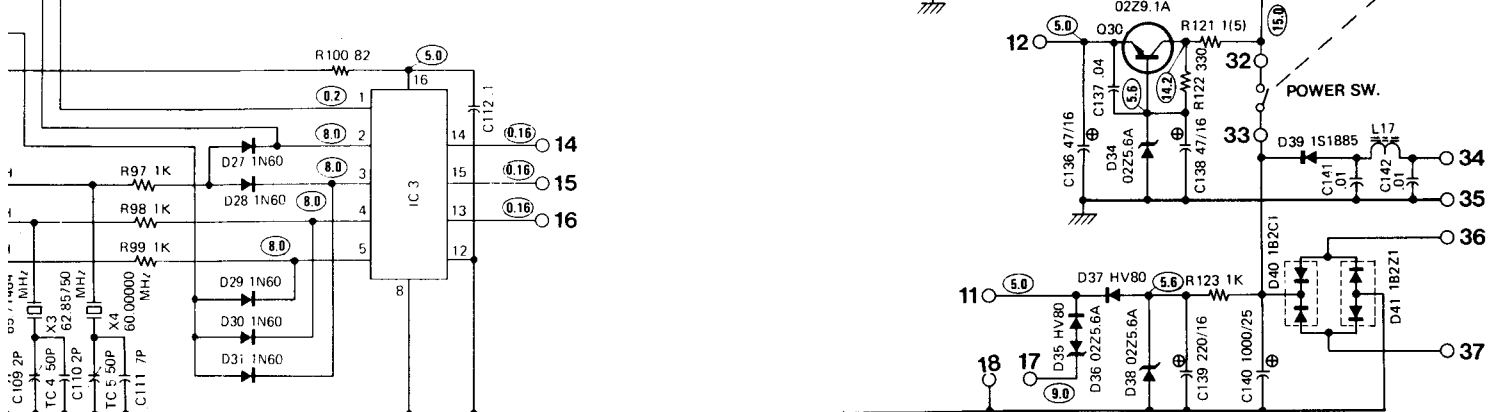 02Z9.1A
R100 82
5.0
16
0.2
1
C112 .1
8.0
2
14
0.16
14
D27 1N60
8.0
R97 1K
3
15
0.16
15
D28 1N60
8.0
IC 3
R98 1K
4
13
0.16
16
R99 1K
8.0
5
12
8
D29 1N60
D30 1N60
D31 1N60
MHz
X3
62.85750
MHz
X4
60.00000
MHz
C109 2P
TC 4 50P
C110 2P
TC 5 50P
C111 7P
12
5.0
Q30
R121 1(5)
15.0
32
C137 .04
5.6
14.2
R122 330
POWER SW.
33
C136 47/16
D34
02Z5.6A
C138 47/16
D39 1S1885
L17
34
C141
.01
C142
.01
35
36
D40 1B2C1
D41 1B2Z1
37
11
5.0
D37 HV80
5.6
R123 1K
D35 HV80
D36 02Z5.6A
D38 02Z5.6A
C139 220/16
C140 1000/25
18
17
9.0